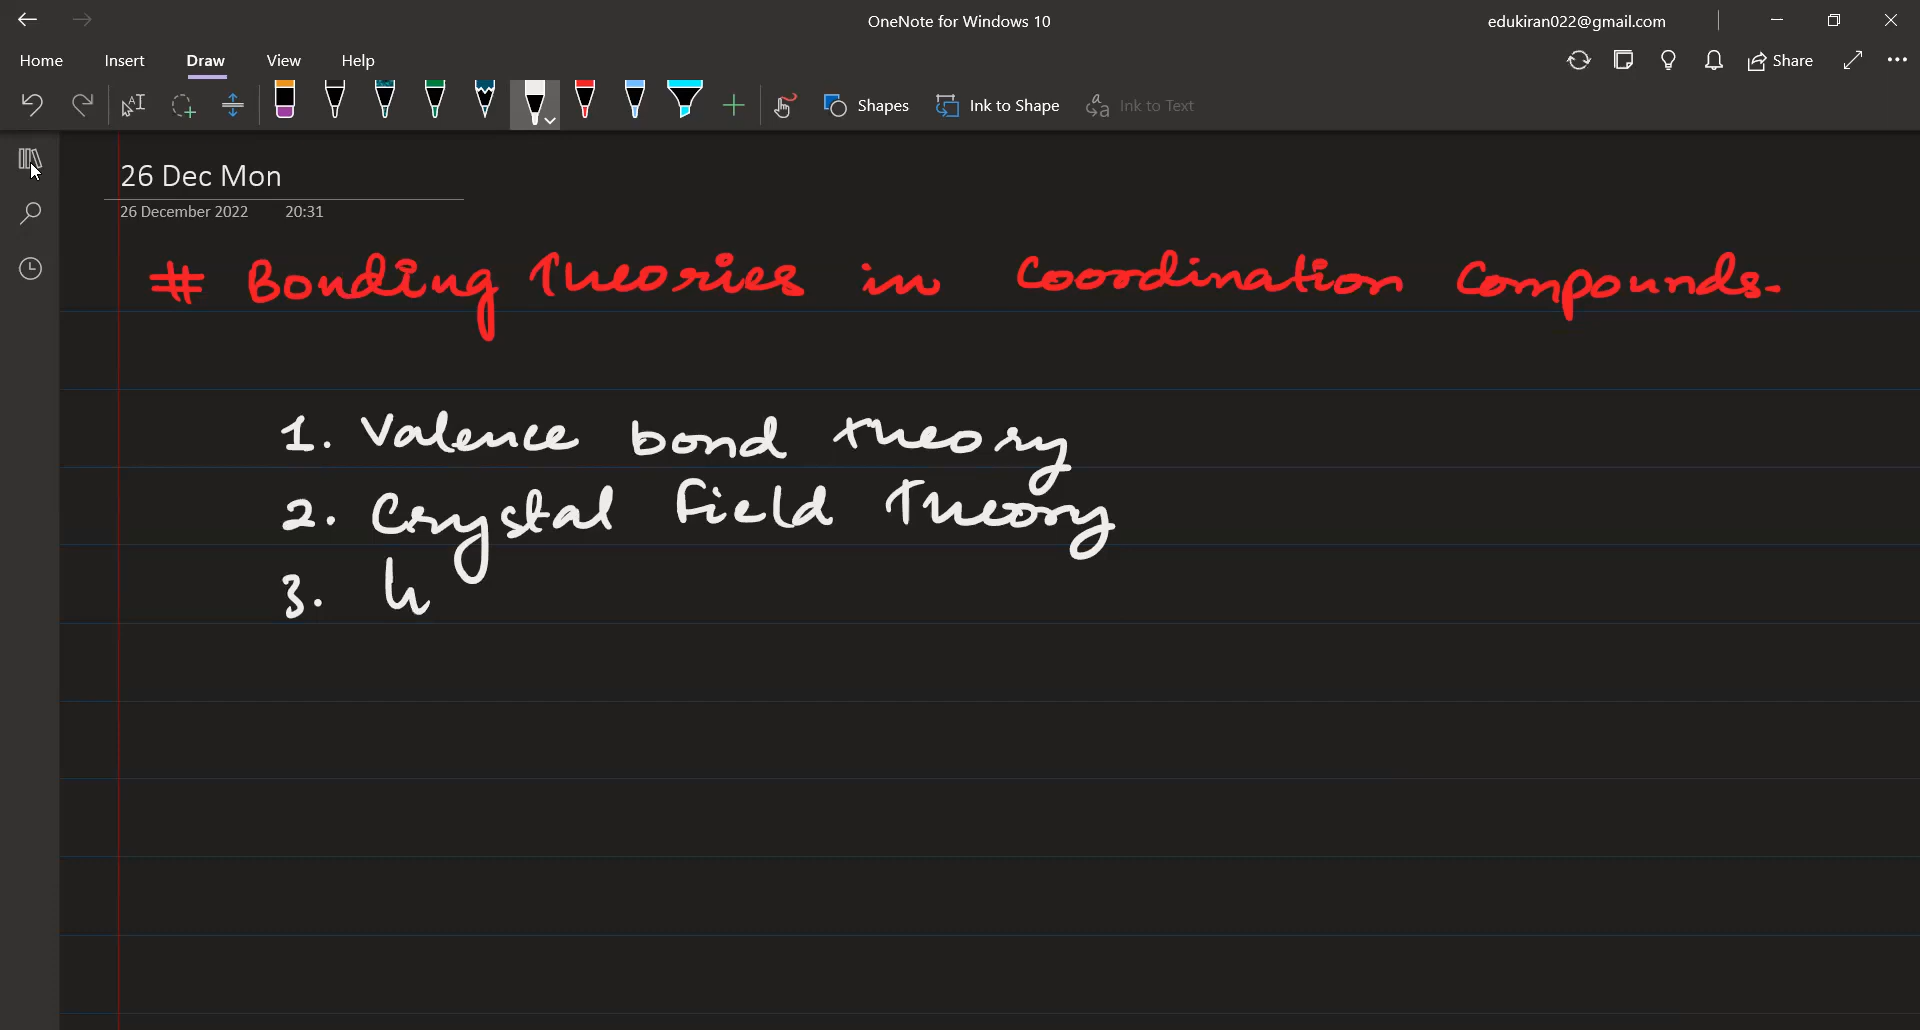 OneNote for Windows 10
edukiran022@gmail.com
Home Insert Draw View Help
Share
Shapes Ink to Shape Ink to Text
26 Dec Mon
26 December 2022 20:31
# Bonding Theories in Coordination Compounds.
1. Valence bond theory
2. Crystal field Theory
3.